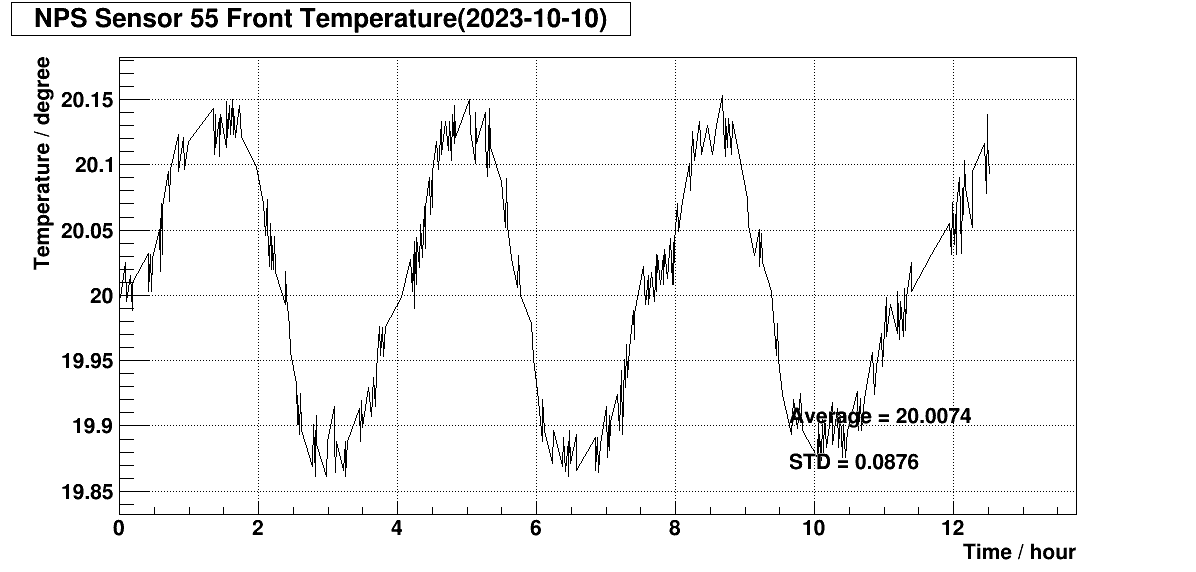 NPS Sensor 55 Front Temperature(2023-10-10)
Temperature / degree
20.15
20.1
20.05
20
19.95
19.9
19.85
Average = 20.0074
STD = 0.0876
0 2 4 6 8 10 12
Time / hour